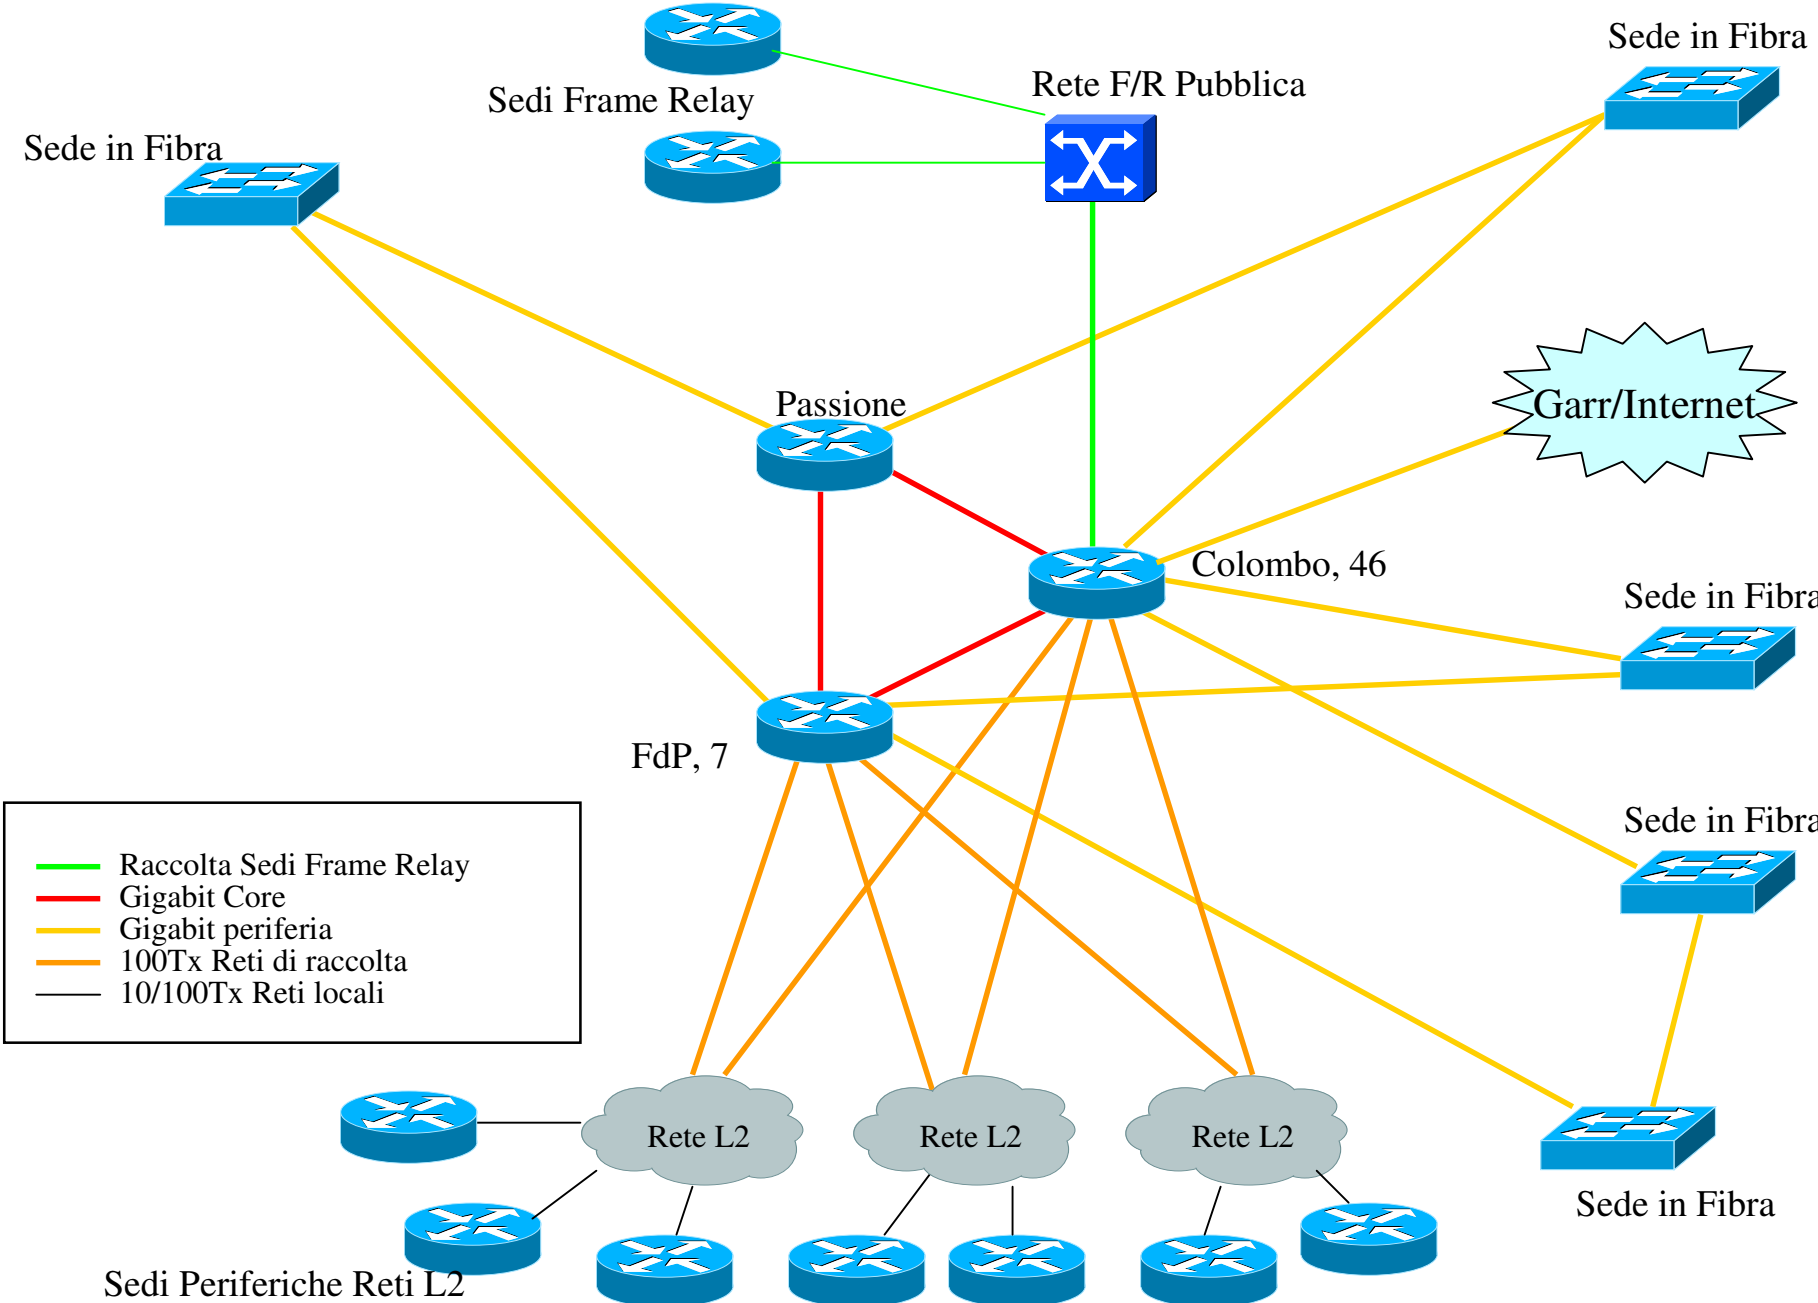 Sede in Fibra
Rete F/R Pubblica
Sedi Frame Relay
Sede in Fibra
Passione
Garr/Internet
Colombo, 46
Sede in Fibra
FdP, 7
Sede in Fibra
Raccolta Sedi Frame Relay
Gigabit Core
Gigabit periferia
100Tx Reti di raccolta
10/100Tx Reti locali
Rete L2
Rete L2
Rete L2
Sede in Fibra
Sedi Periferiche Reti L2